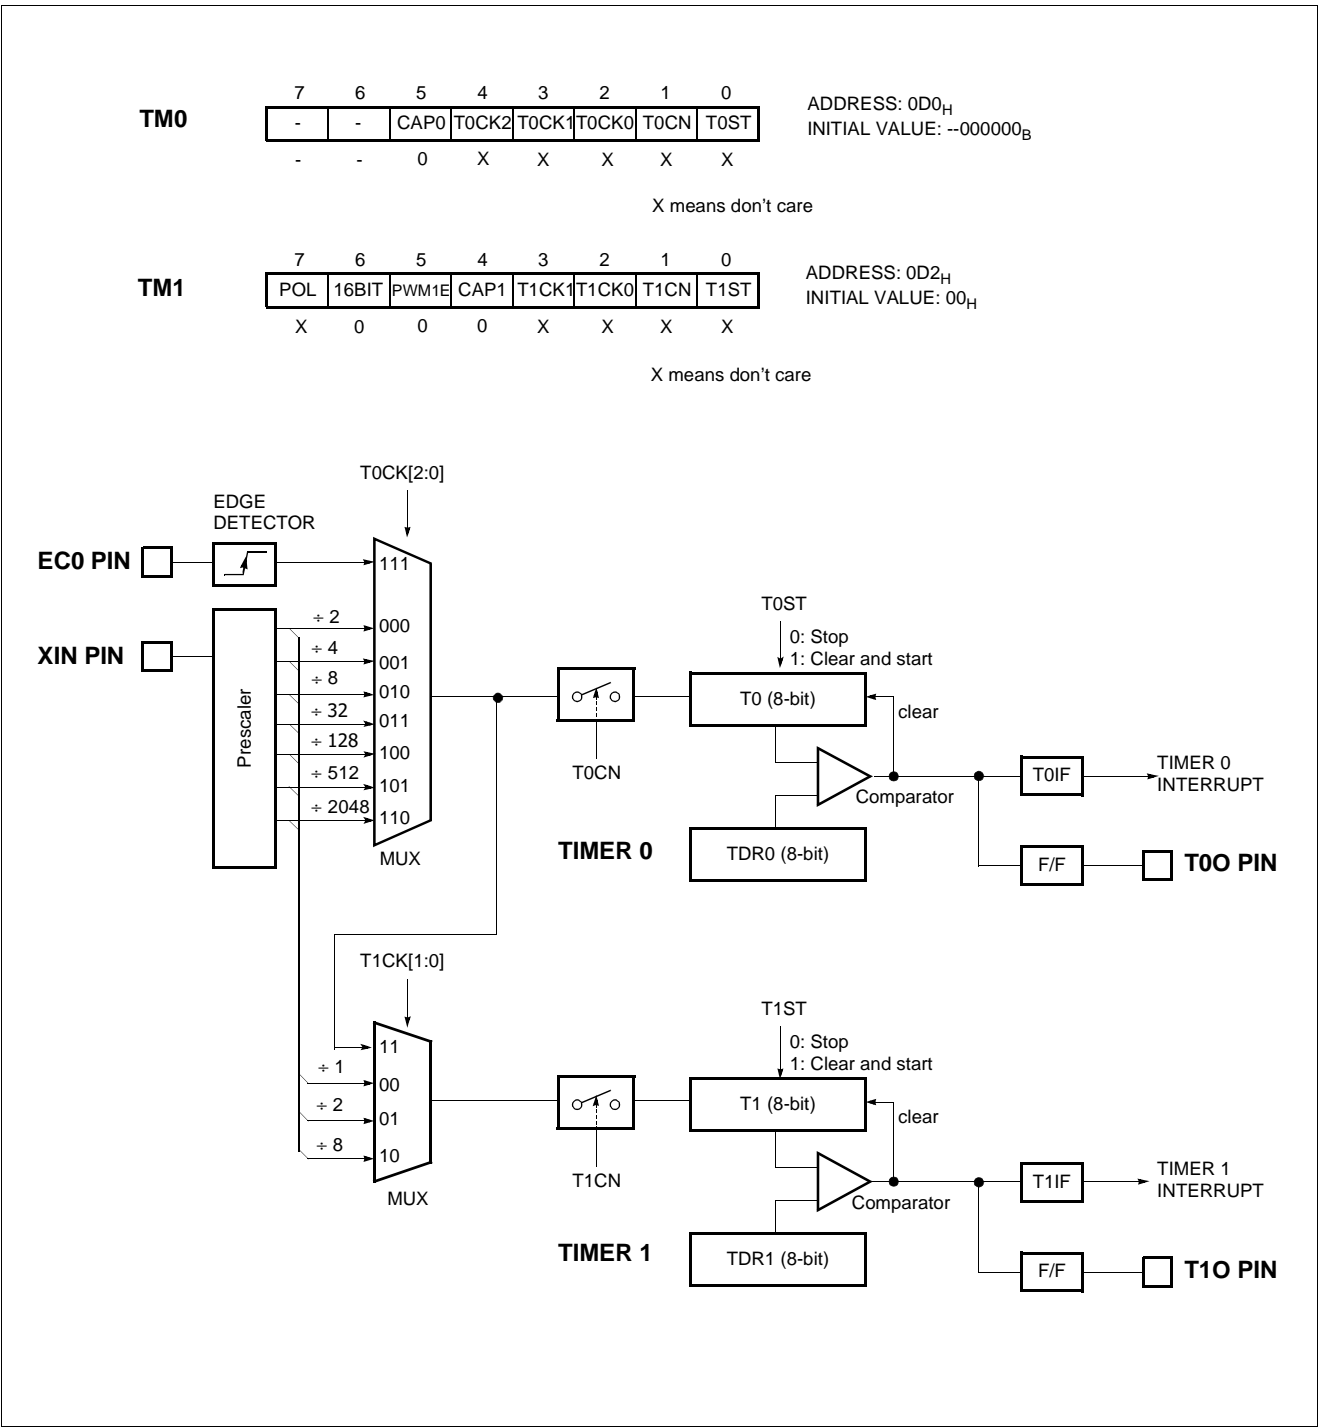 7 6 5 4 3 2 1 0
TM0 - - CAP0 T0CK2 T0CK1 T0CK0 T0CN T0ST
ADDRESS: 0D0H
INITIAL VALUE: --000000B
- - 0 X X X X X
X means don't care
7 6 5 4 3 2 1 0
TM1 POL 16BIT PWM1E CAP1 T1CK1 T1CK0 T1CN T1ST
ADDRESS: 0D2H
INITIAL VALUE: 00H
X 0 0 0 X X X X
X means don't care
T0CK[2:0]
EDGE
DETECTOR
EC0 PIN
111
XIN PIN
Prescaler
÷ 2 000
÷ 4 001
÷ 8 010
÷ 32 011
÷ 128 100
÷ 512 101
÷ 2048 110
MUX
T0CN
T0ST
0: Stop
1: Clear and start
T0 (8-bit)
clear
Comparator
TIMER 0
TDR0 (8-bit)
T0IF
TIMER 0
INTERRUPT
F/F
T0O PIN
T1CK[1:0]
11
÷ 1 00
÷ 2 01
÷ 8 10
MUX
T1CN
T1ST
0: Stop
1: Clear and start
T1 (8-bit)
clear
Comparator
TIMER 1
TDR1 (8-bit)
T1IF
TIMER 1
INTERRUPT
F/F
T1O PIN